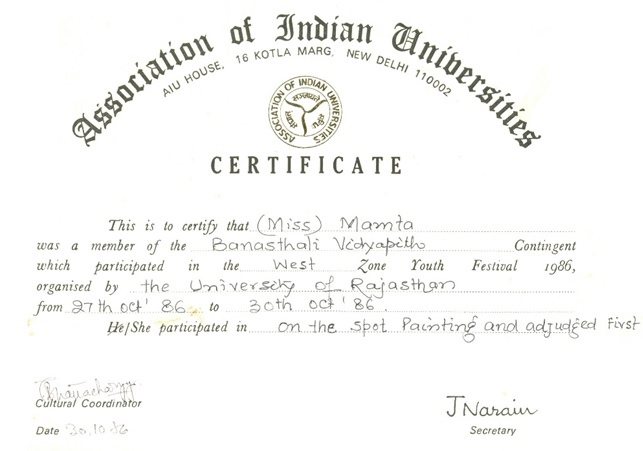 Association of Indian Universities
AIU HOUSE, 16 KOTLA MARG, NEW DELHI 110002
ASSOCIATION OF INDIAN UNIVERSITIES
CERTIFICATE
This is to certify that (Miss) Mamta
was a member of the Banasthali Vidyapith Contingent
which participated in the West Zone Youth Festival 1986,
organised by the University of Rajasthan
from 27th Oct' 86 to 30th Oct' 86.
He/She participated in On the Spot Painting and adjudged First
Cultural Coordinator
Date 30.10.86
J Narain
Secretary